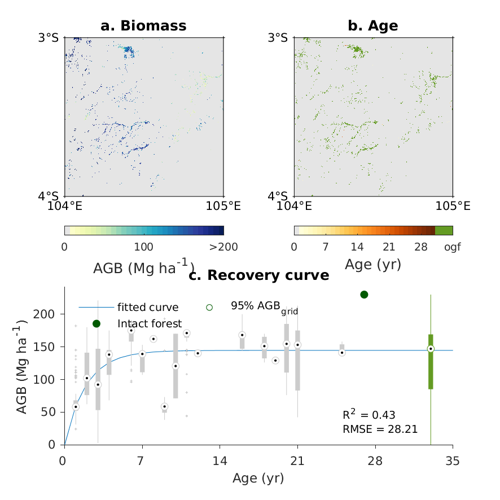 a. Biomass
b. Age
3°S
3°S
4°S
4°S
104°E
105°E
104°E
105°E
0
100
>200
0 7 14 21 28 ogf
AGB (Mg ha⁻¹)
Age (yr)
c. Recovery curve
fitted curve
95% AGBgrid
Intact forest
200
150
100
50
0
AGB (Mg ha⁻¹)
R² = 0.43
RMSE = 28.21
0 7 14 21 28 35
Age (yr)